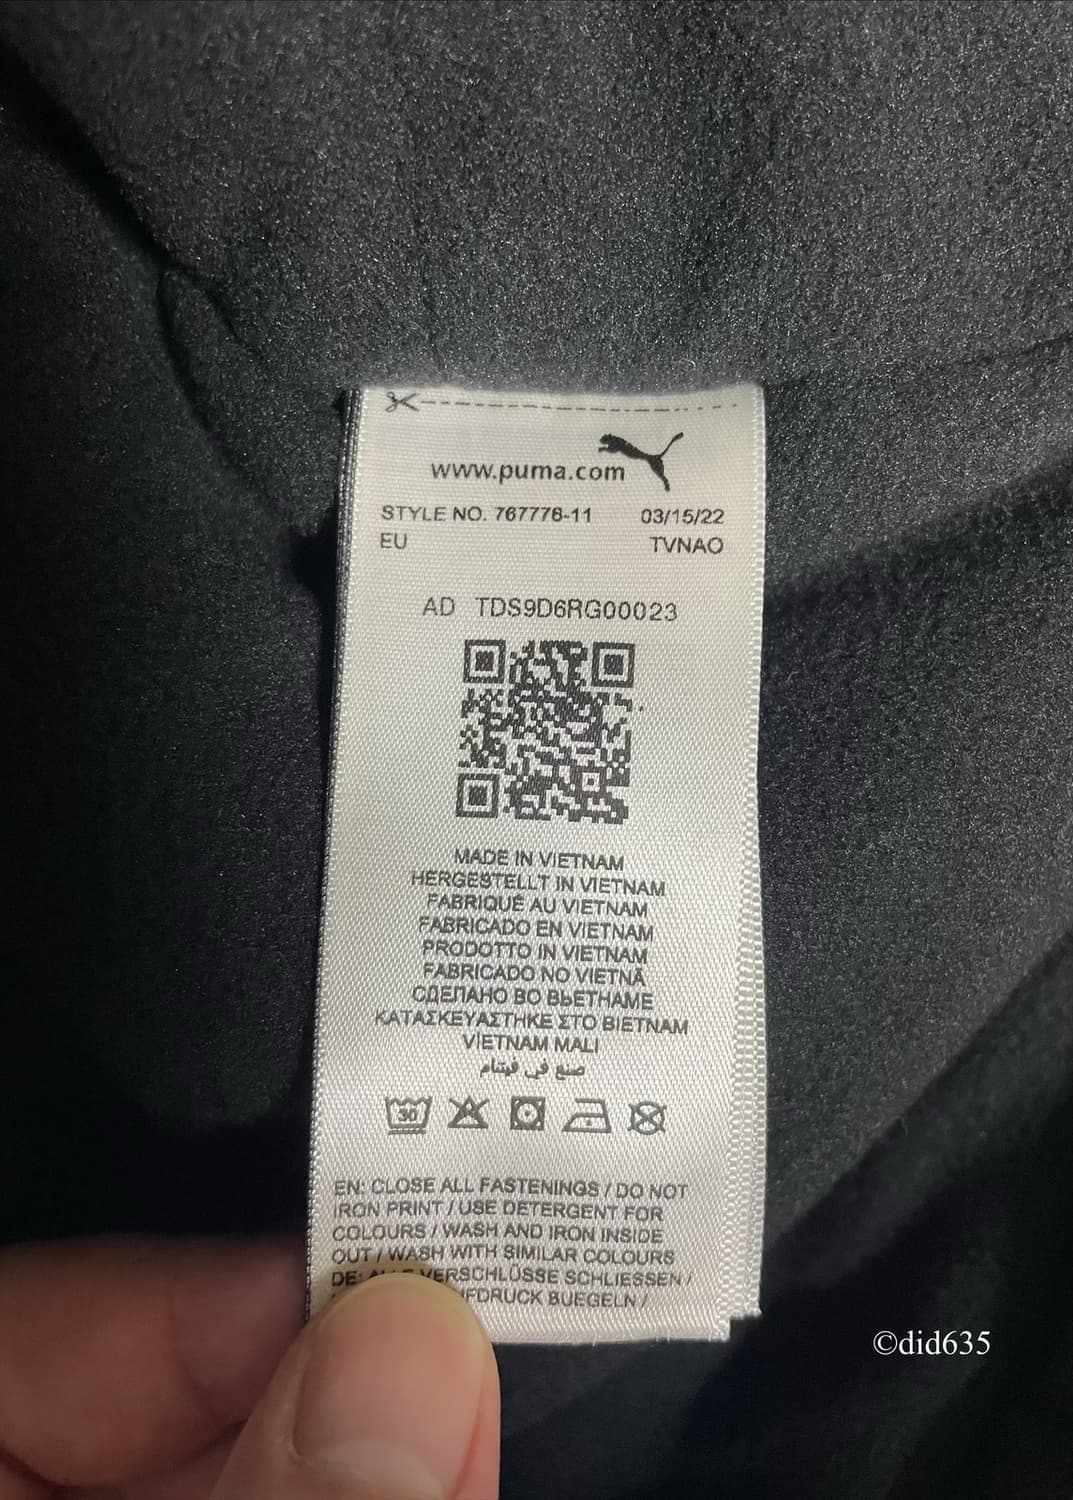 www.puma.com
STYLE NO. 767776-11 03/15/22
EU TVNAO
AD TDS9D6RG00023
MADE IN VIETNAM
HERGESTELLT IN VIETNAM
FABRIQUÉ AU VIETNAM
FABRICADO EN VIETNAM
PRODOTTO IN VIETNAM
FABRICADO NO VIETNÃ
СДЕЛАНО ВО ВЬЕТНАМЕ
ΚΑΤΑΣΚΕΥΑΣΤΗΚΕ ΣΤΟ ΒΙΕΤΝΑΜ
VIETNAM MALI
صنع في فيتنام
30
EN: CLOSE ALL FASTENINGS / DO NOT
IRON PRINT / USE DETERGENT FOR
COLOURS / WASH AND IRON INSIDE
OUT / WASH WITH SIMILAR COLOURS
DE: VERSCHLÜSSE SCHLIESSEN /
BUEGELN /
©did635